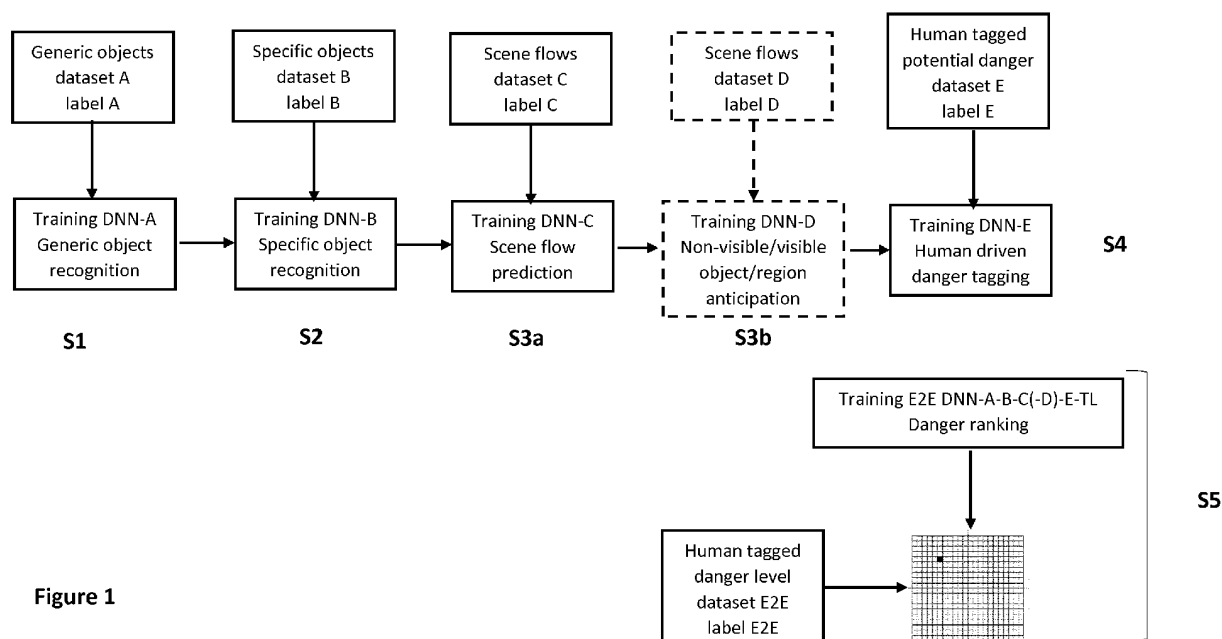 Generic objects
dataset A
label A
Specific objects
dataset B
label B
Scene flows
dataset C
label C
Scene flows
dataset D
label D
Human tagged
potential danger
dataset E
label E
Training DNN-A
Generic object
recognition
Training DNN-B
Specific object
recognition
Training DNN-C
Scene flow
prediction
Training DNN-D
Non-visible/visible
object/region
anticipation
Training DNN-E
Human driven
danger tagging
S4
S1
S2
S3a
S3b
Training E2E DNN-A-B-C(-D)-E-TL
Danger ranking
S5
Human tagged
danger level
dataset E2E
label E2E
Figure 1